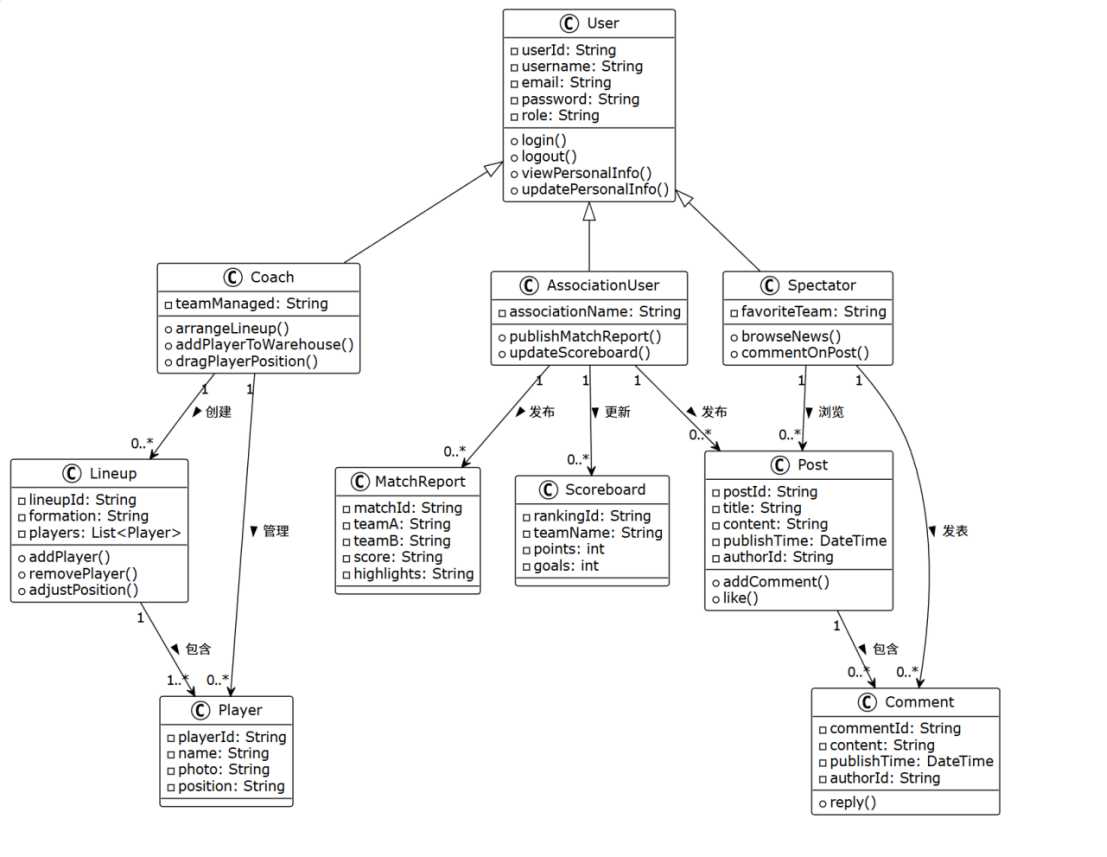 C User
userId: String
username: String
email: String
password: String
role: String
login()
logout()
viewPersonalInfo()
updatePersonalInfo()
C Coach
teamManaged: String
arrangeLineup()
addPlayerToWarehouse()
dragPlayerPosition()
C AssociationUser
associationName: String
publishMatchReport()
updateScoreboard()
C Spectator
favoriteTeam: String
browseNews()
commentOnPost()
1
1
1
1
1
1
1
创建
发布
更新
发布
浏览
0..*
0..*
0..*
0..*
0..*
C Lineup
lineupId: String
formation: String
players: List<Player>
addPlayer()
removePlayer()
adjustPosition()
管理
C MatchReport
matchId: String
teamA: String
teamB: String
score: String
highlights: String
C Scoreboard
rankingId: String
teamName: String
points: int
goals: int
C Post
postId: String
title: String
content: String
publishTime: DateTime
authorId: String
addComment()
like()
发表
1
包含
1..*
0..*
1
包含
0..*
0..*
C Player
playerId: String
name: String
photo: String
position: String
C Comment
commentId: String
content: String
publishTime: DateTime
authorId: String
reply()